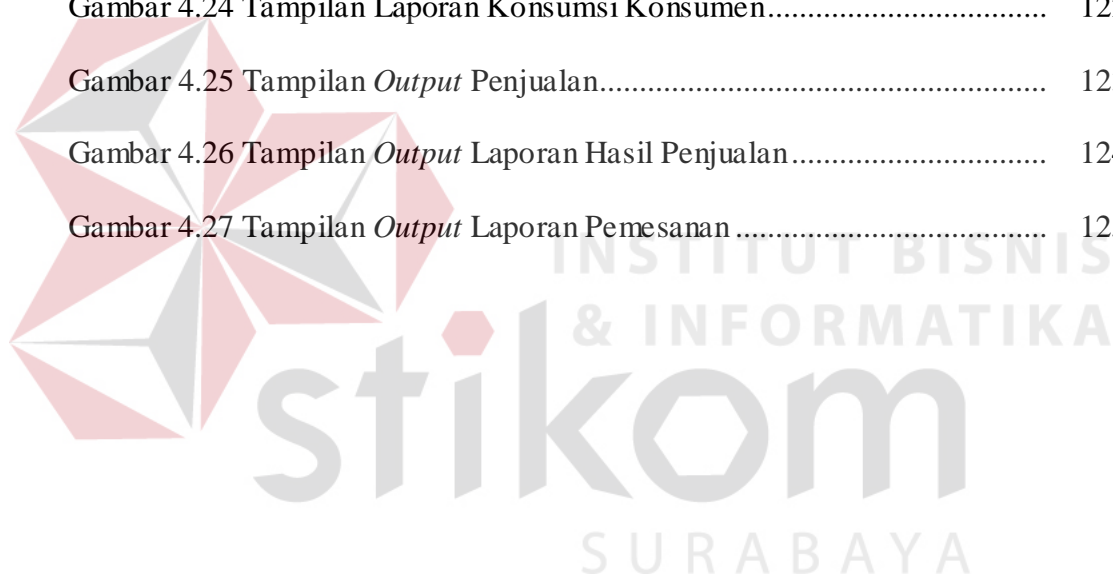 Gambar 4.24 Tampilan Laporan Konsumsi Konsumen.................................... 
Gambar 4.25 Tampilan Output Penjualan.......................................................... 
Gambar 4.26 Tampilan Output Laporan Hasil Penjualan................................. 
Gambar 4.27 Tampilan Output Laporan Pemesanan ........................................ 
INSTITUT BISNIS
& INFORMATIKA
stikom
SURABAYA